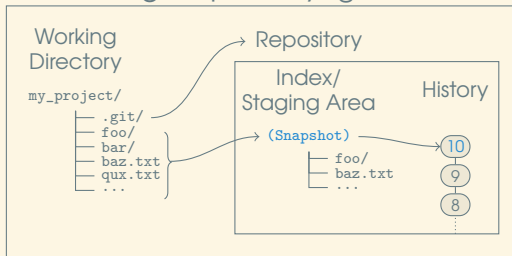 Working
Directory
my_project/
.git/
foo/
bar/
baz.txt
qux.txt
...
Repository
Index/
Staging Area
(Snapshot)
foo/
baz.txt
...
History
10
9
8